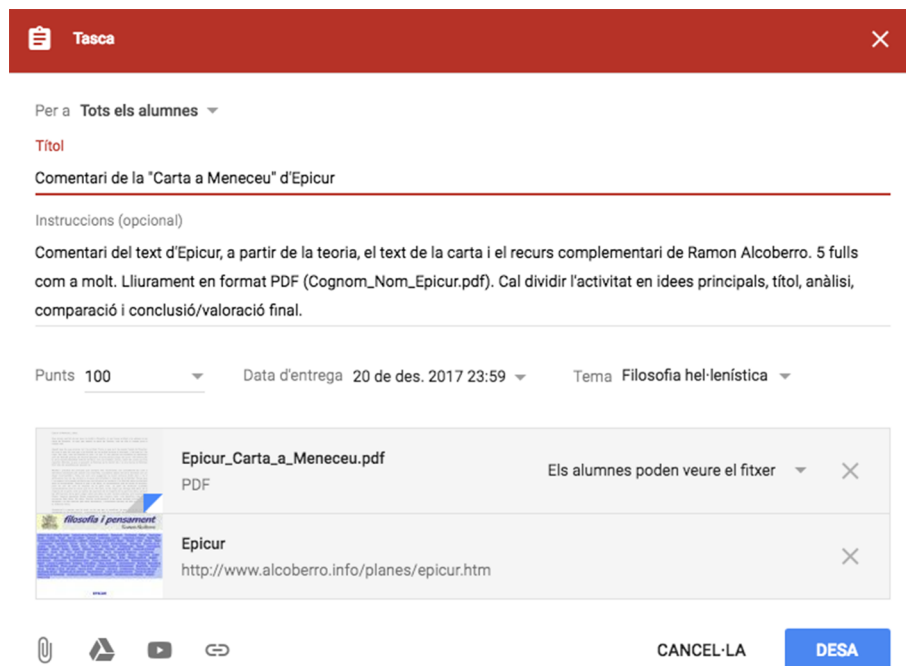 Tasca
Per a Tots els alumnes
Títol
Comentari de la "Carta a Meneceu" d'Epicur
Instruccions (opcional)
Comentari del text d'Epicur, a partir de la teoria, el text de la carta i el recurs complementari de Ramon Alcoberro. 5 fulls
com a molt. Lliurament en format PDF (Cognom_Nom_Epicur.pdf). Cal dividir l'activitat en idees principals, títol, anàlisi,
comparació i conclusió/valoració final.
Punts 100 Data d'entrega 20 de des. 2017 23:59 Tema Filosofia hel·lenística
Epicur_Carta_a_Meneceu.pdf
PDF
Els alumnes poden veure el fitxer
filosofia i pensament
Epicur
http://www.alcoberro.info/planes/epicur.htm
EPICUR
CANCEL·LA DESA